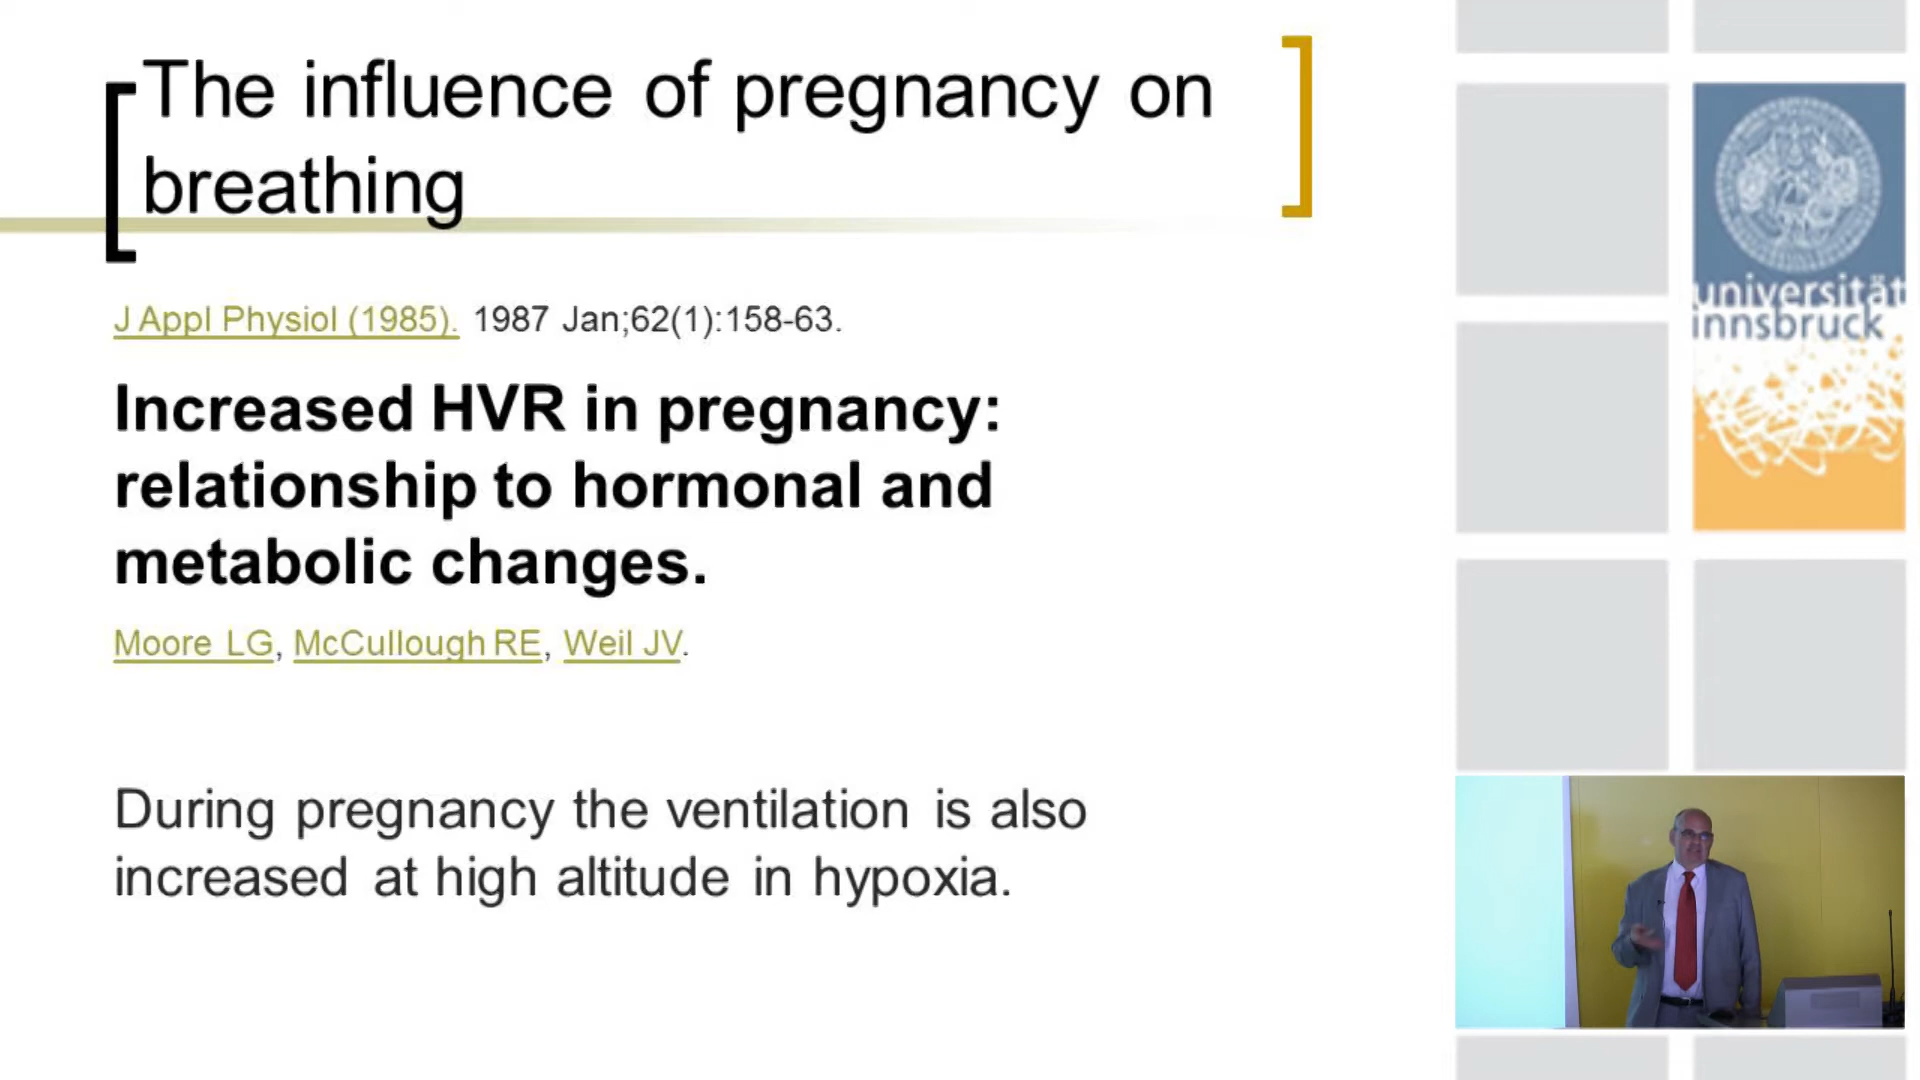 The influence of pregnancy on
breathing
J Appl Physiol (1985). 1987 Jan;62(1):158-63.
Increased HVR in pregnancy:
relationship to hormonal and
metabolic changes.
Moore LG, McCullough RE, Weil JV.
During pregnancy the ventilation is also
increased at high altitude in hypoxia.
universität
innsbruck